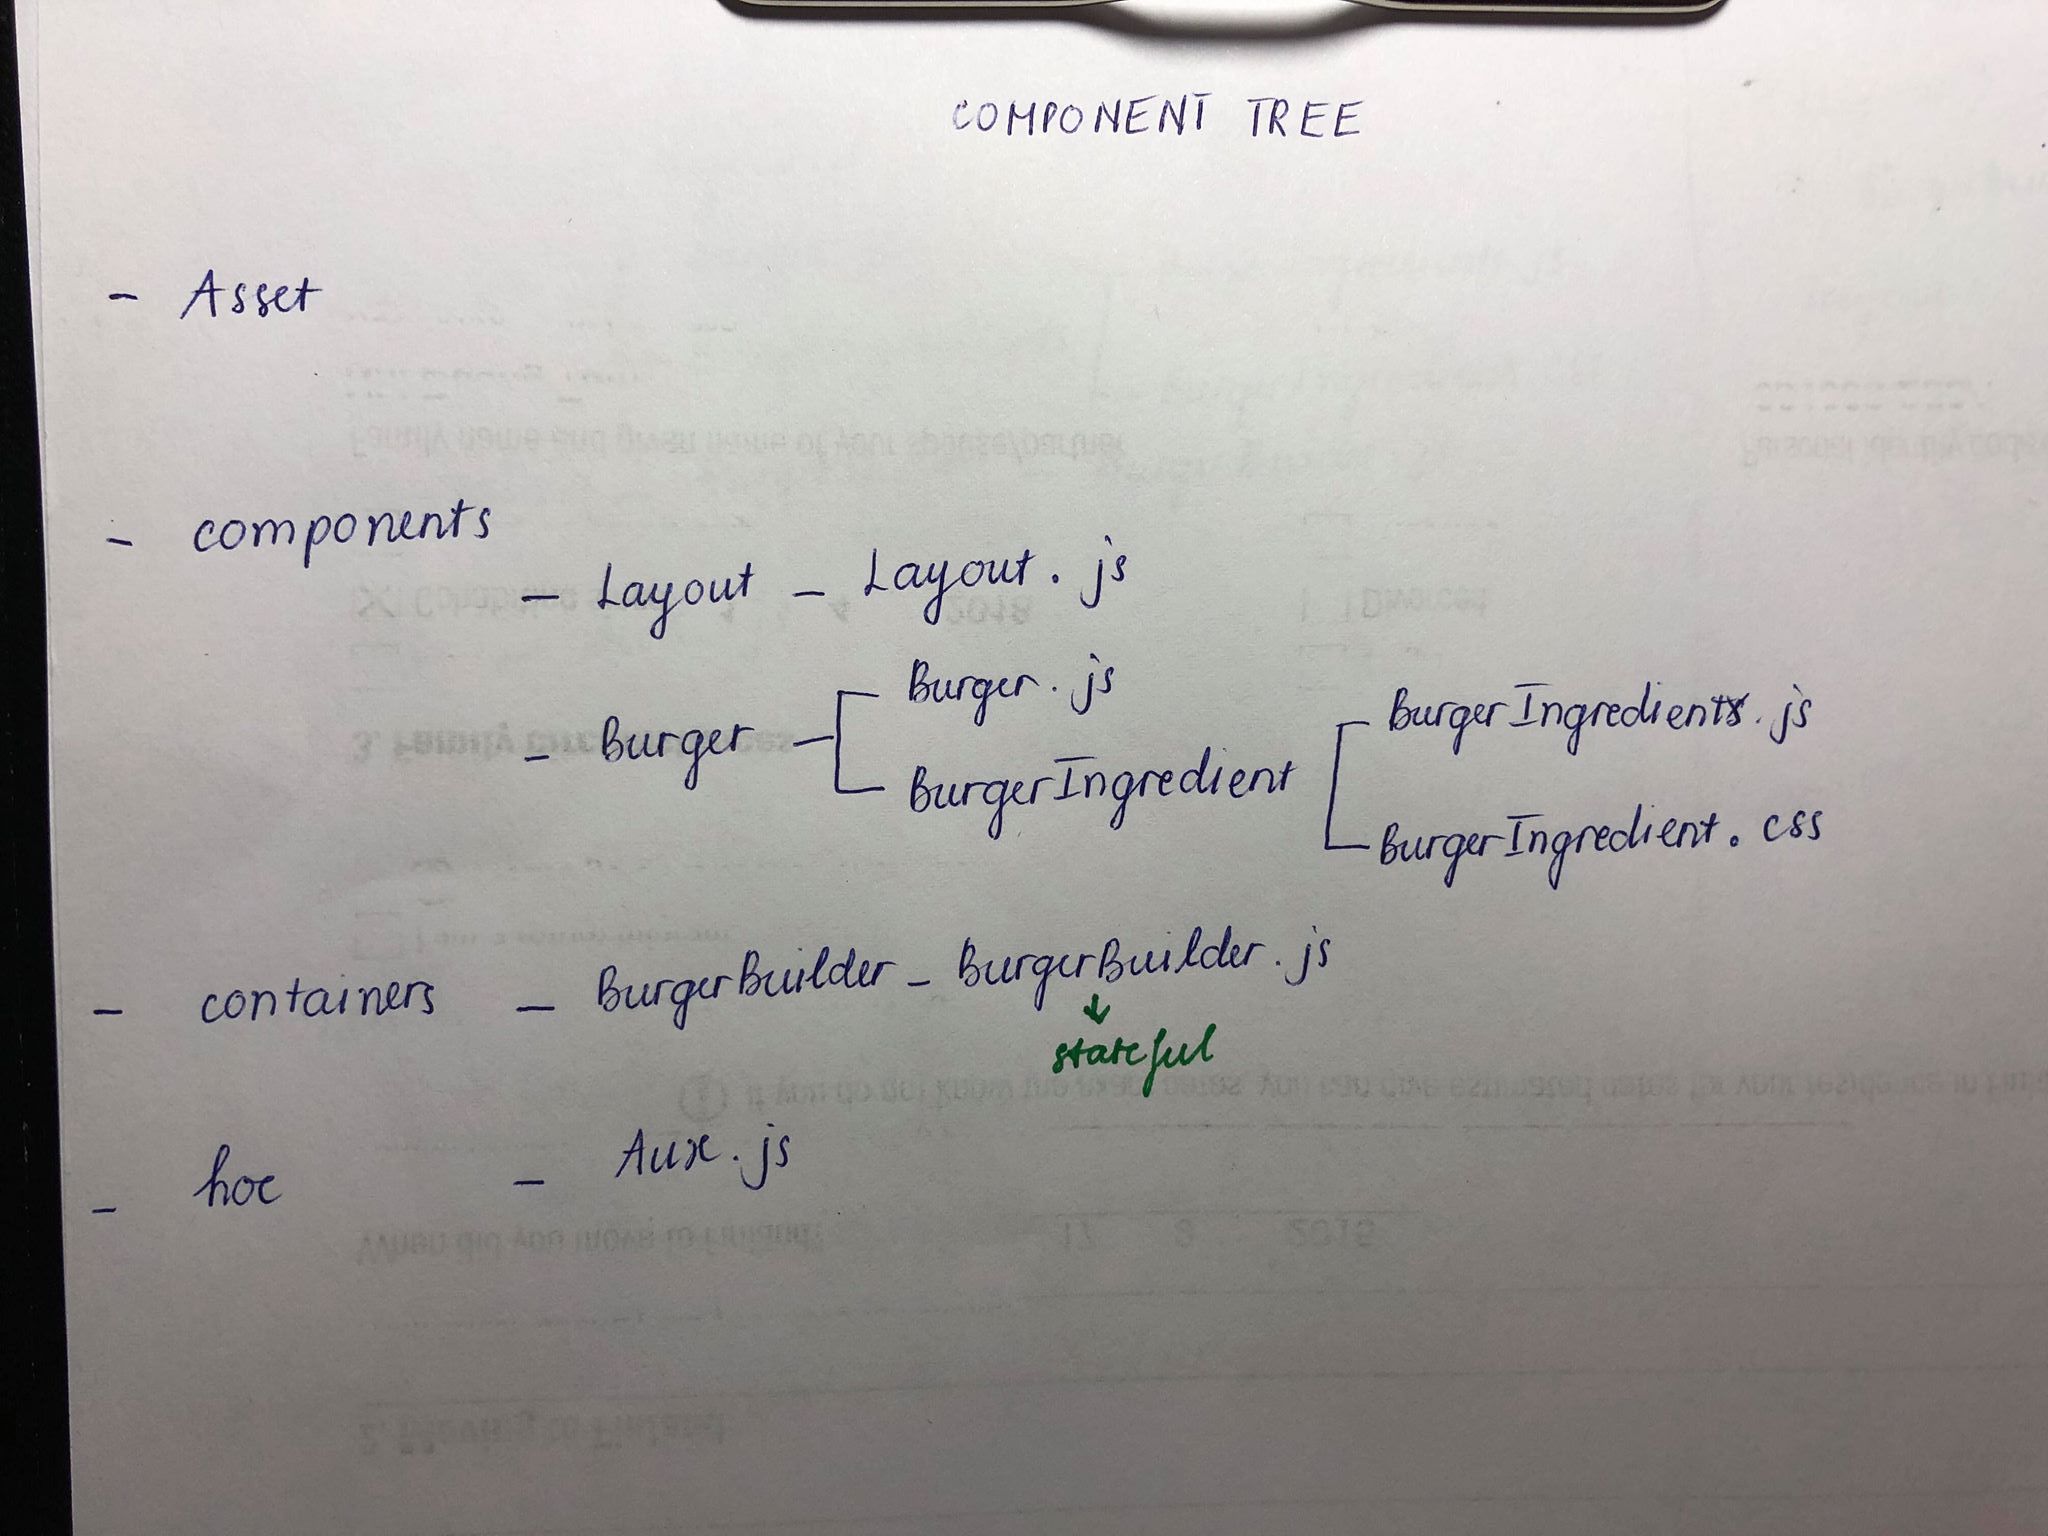 COMPONENT TREE
- Asset
- components
- Layout - Layout.js
- Burger - Burger.js
BurgerIngredient
BurgerIngredient.js
BurgerIngredient.css
- containers - BurgerBuilder - BurgerBuilder.js
↓
stateful
- hoc - Aux.js